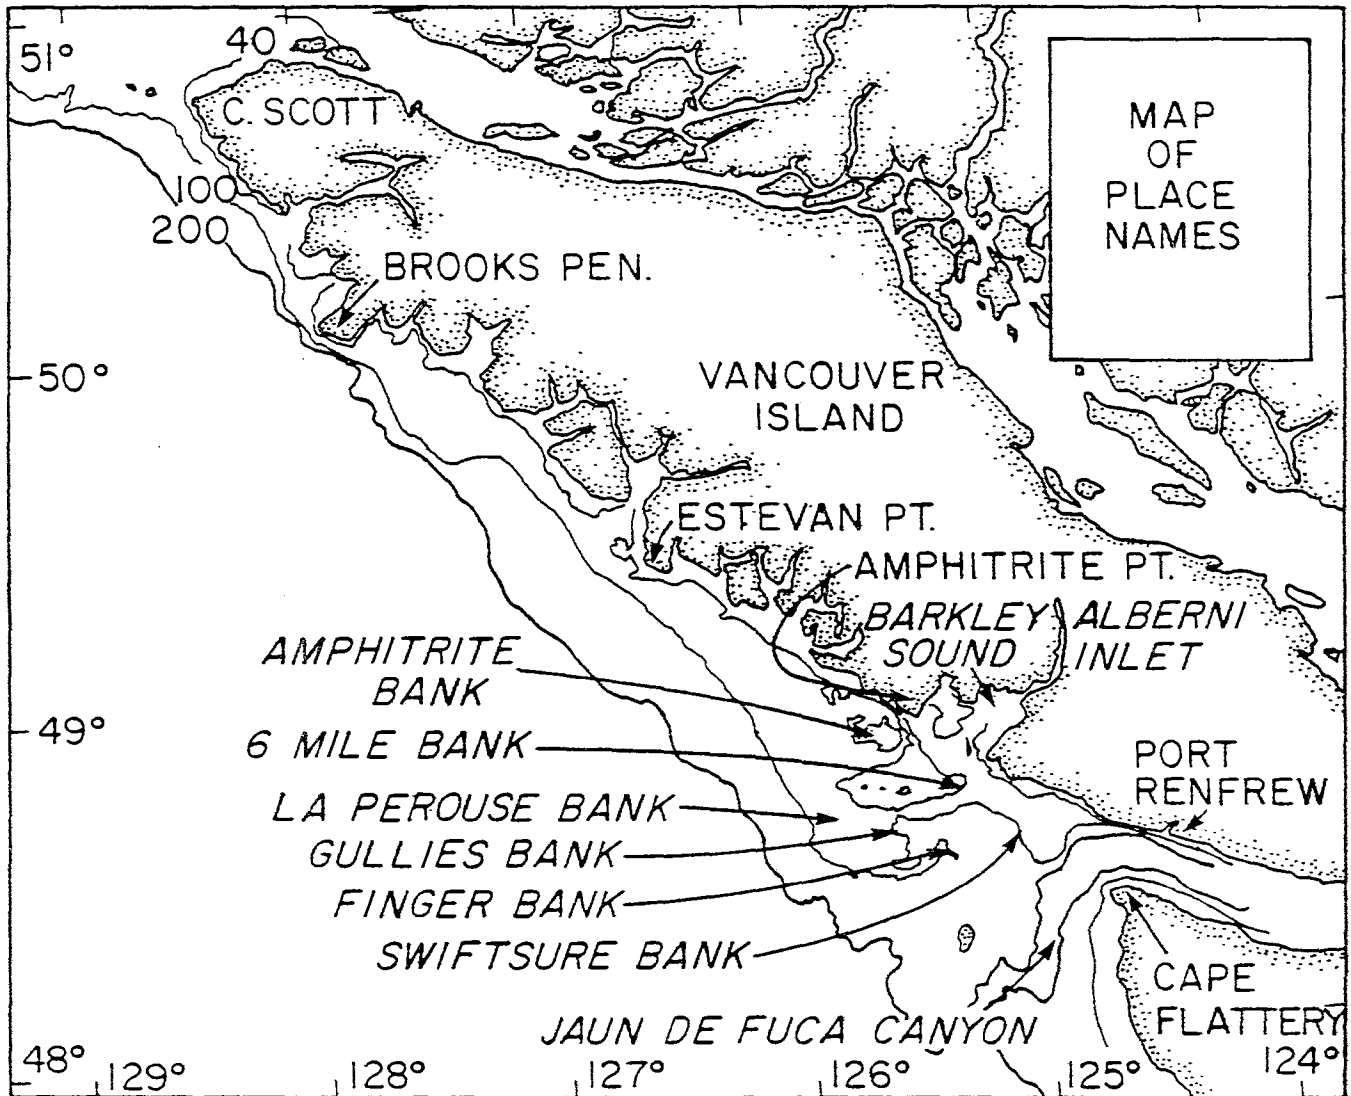 51°
40
C. SCOTT
MAP
OF
PLACE
NAMES
100
200
BROOKS PEN.
50°
VANCOUVER
ISLAND
ESTEVAN PT.
AMPHITRITE PT.
BARKLEY
SOUND
ALBERNI
INLET
AMPHITRITE
BANK
49°
6 MILE BANK
PORT
RENFREW
LA PEROUSE BANK
GULLIES BANK
FINGER BANK
SWIFTSURE BANK
CAPE
FLATTERY
JAUN DE FUCA CANYON
48°
129°
128°
127°
126°
125°
124°